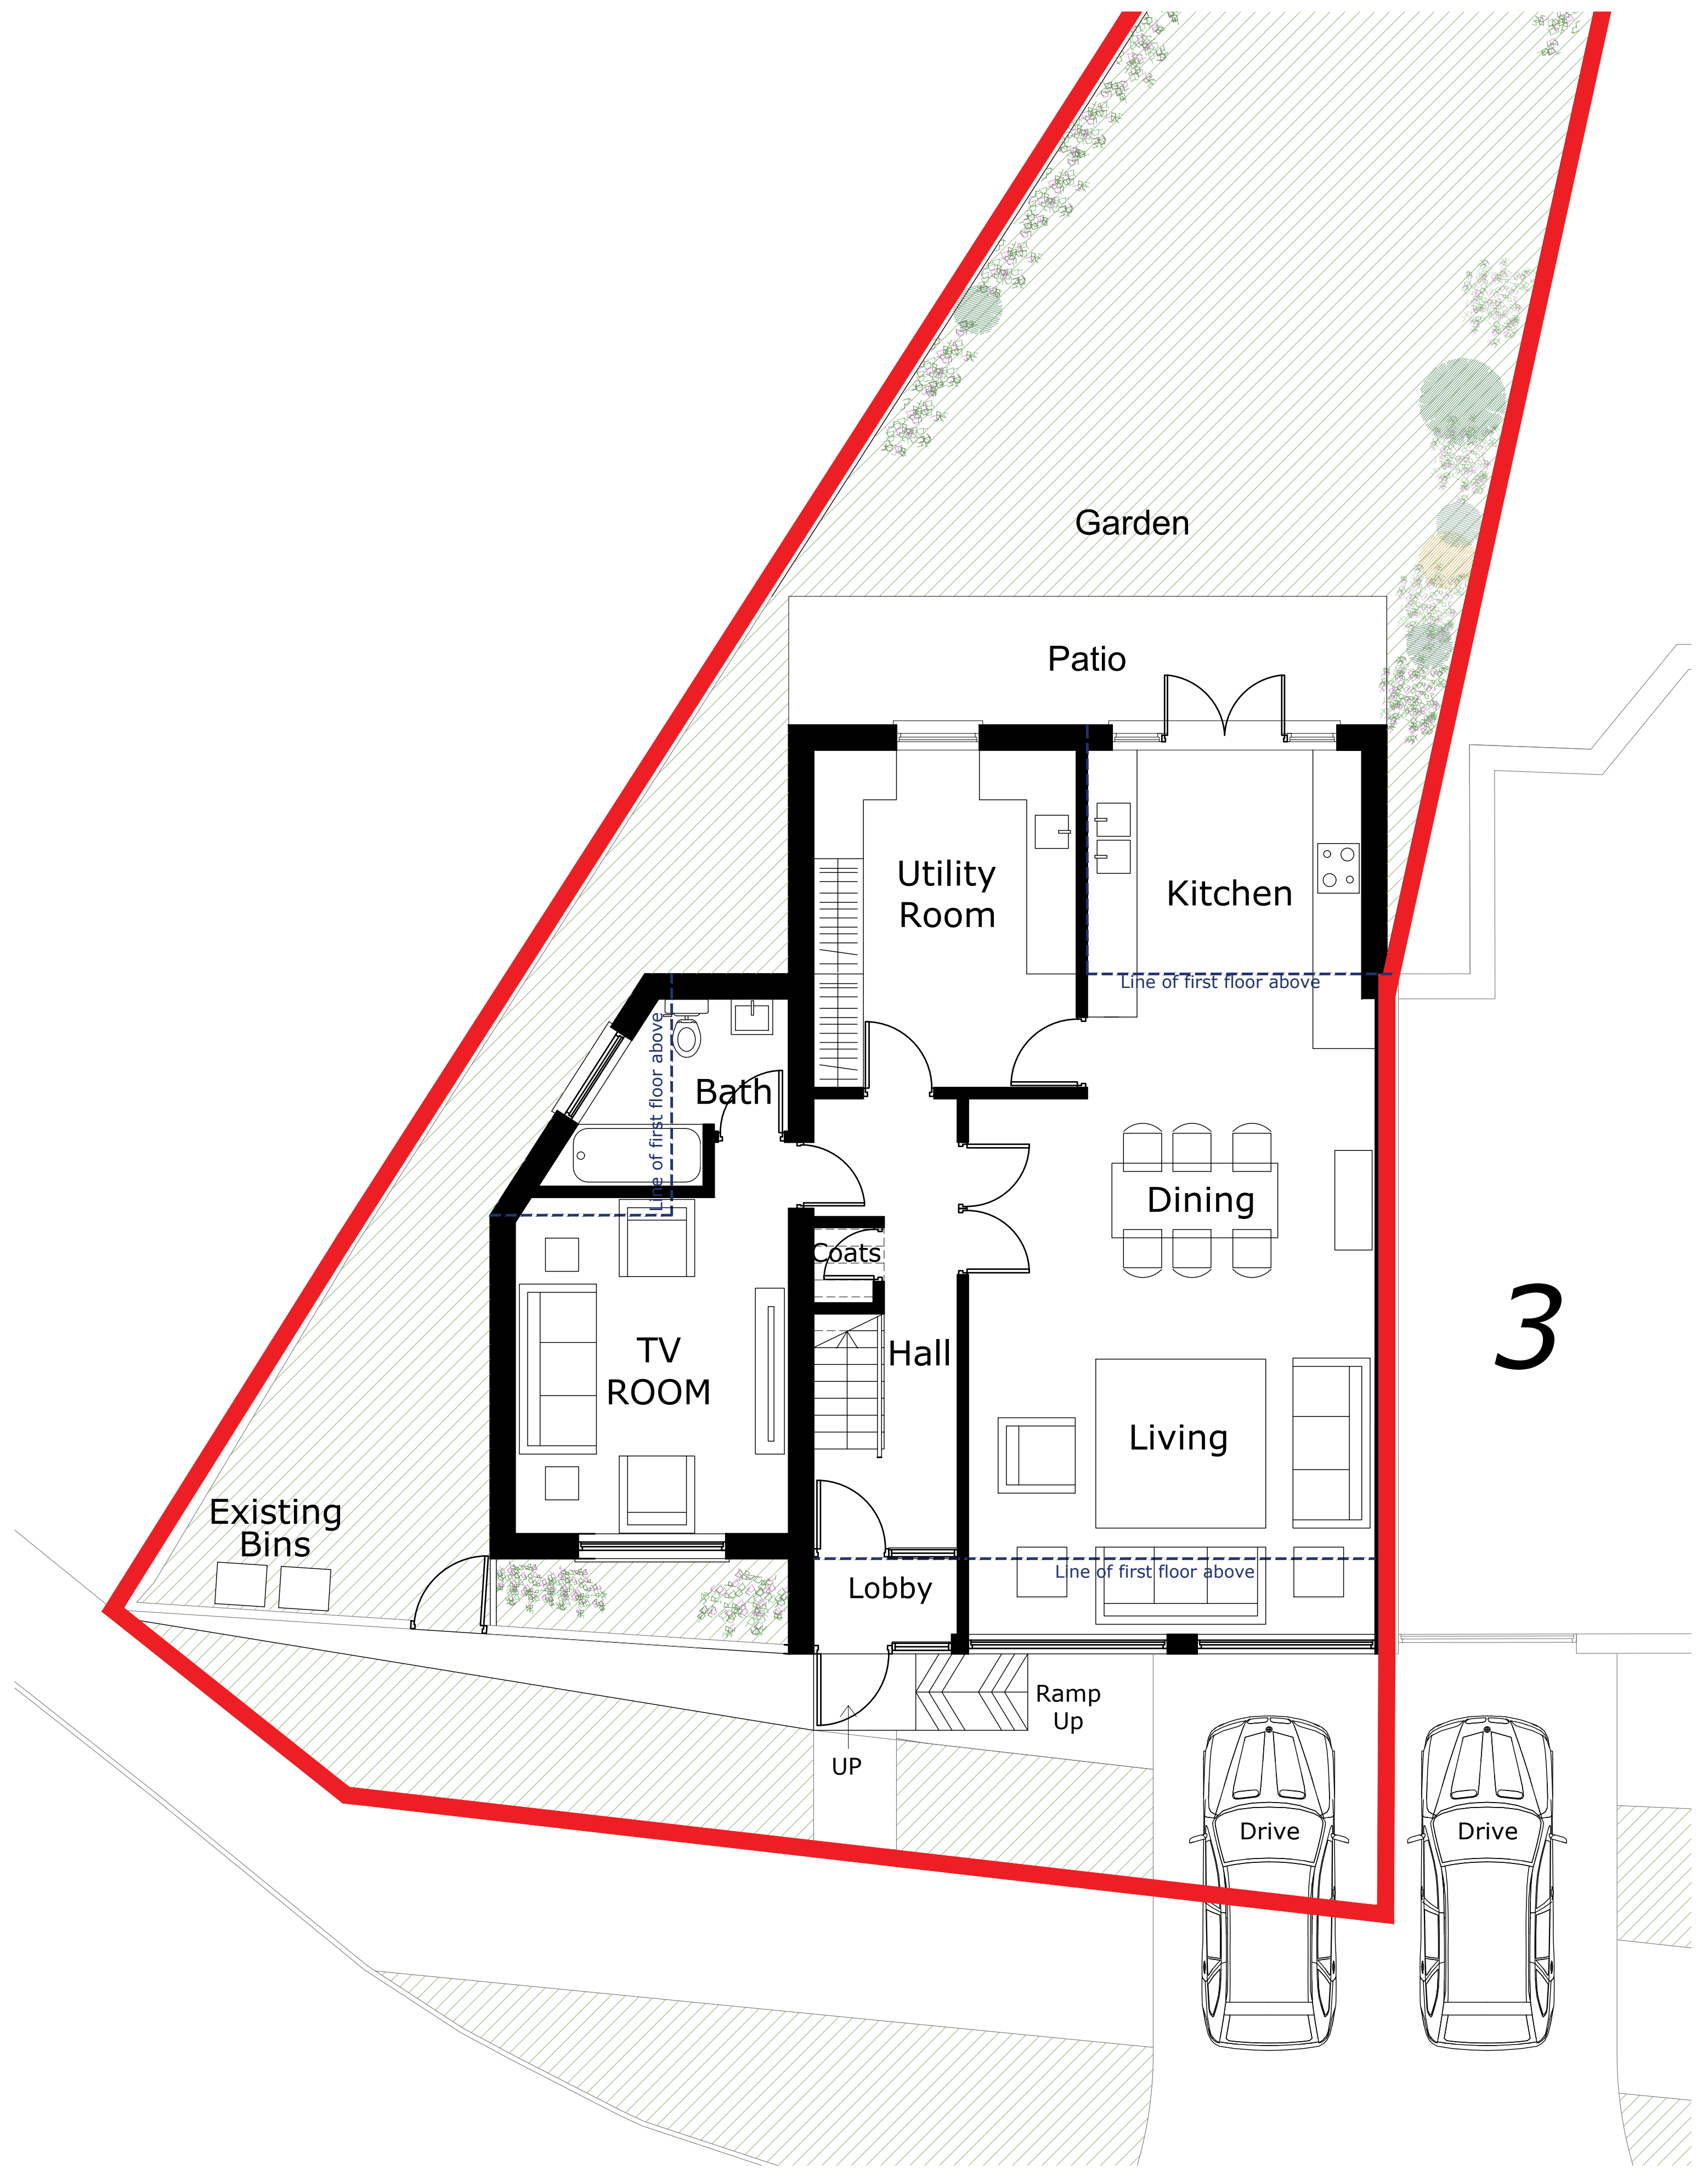 Garden
Patio
Utility
Room
Kitchen
Line of first floor above
Line of first floor above
Bath
Dining
Coats
3
TV
ROOM
Hall
Living
Existing
Bins
Line of first floor above
Lobby
Ramp
Up
UP
Drive
Drive